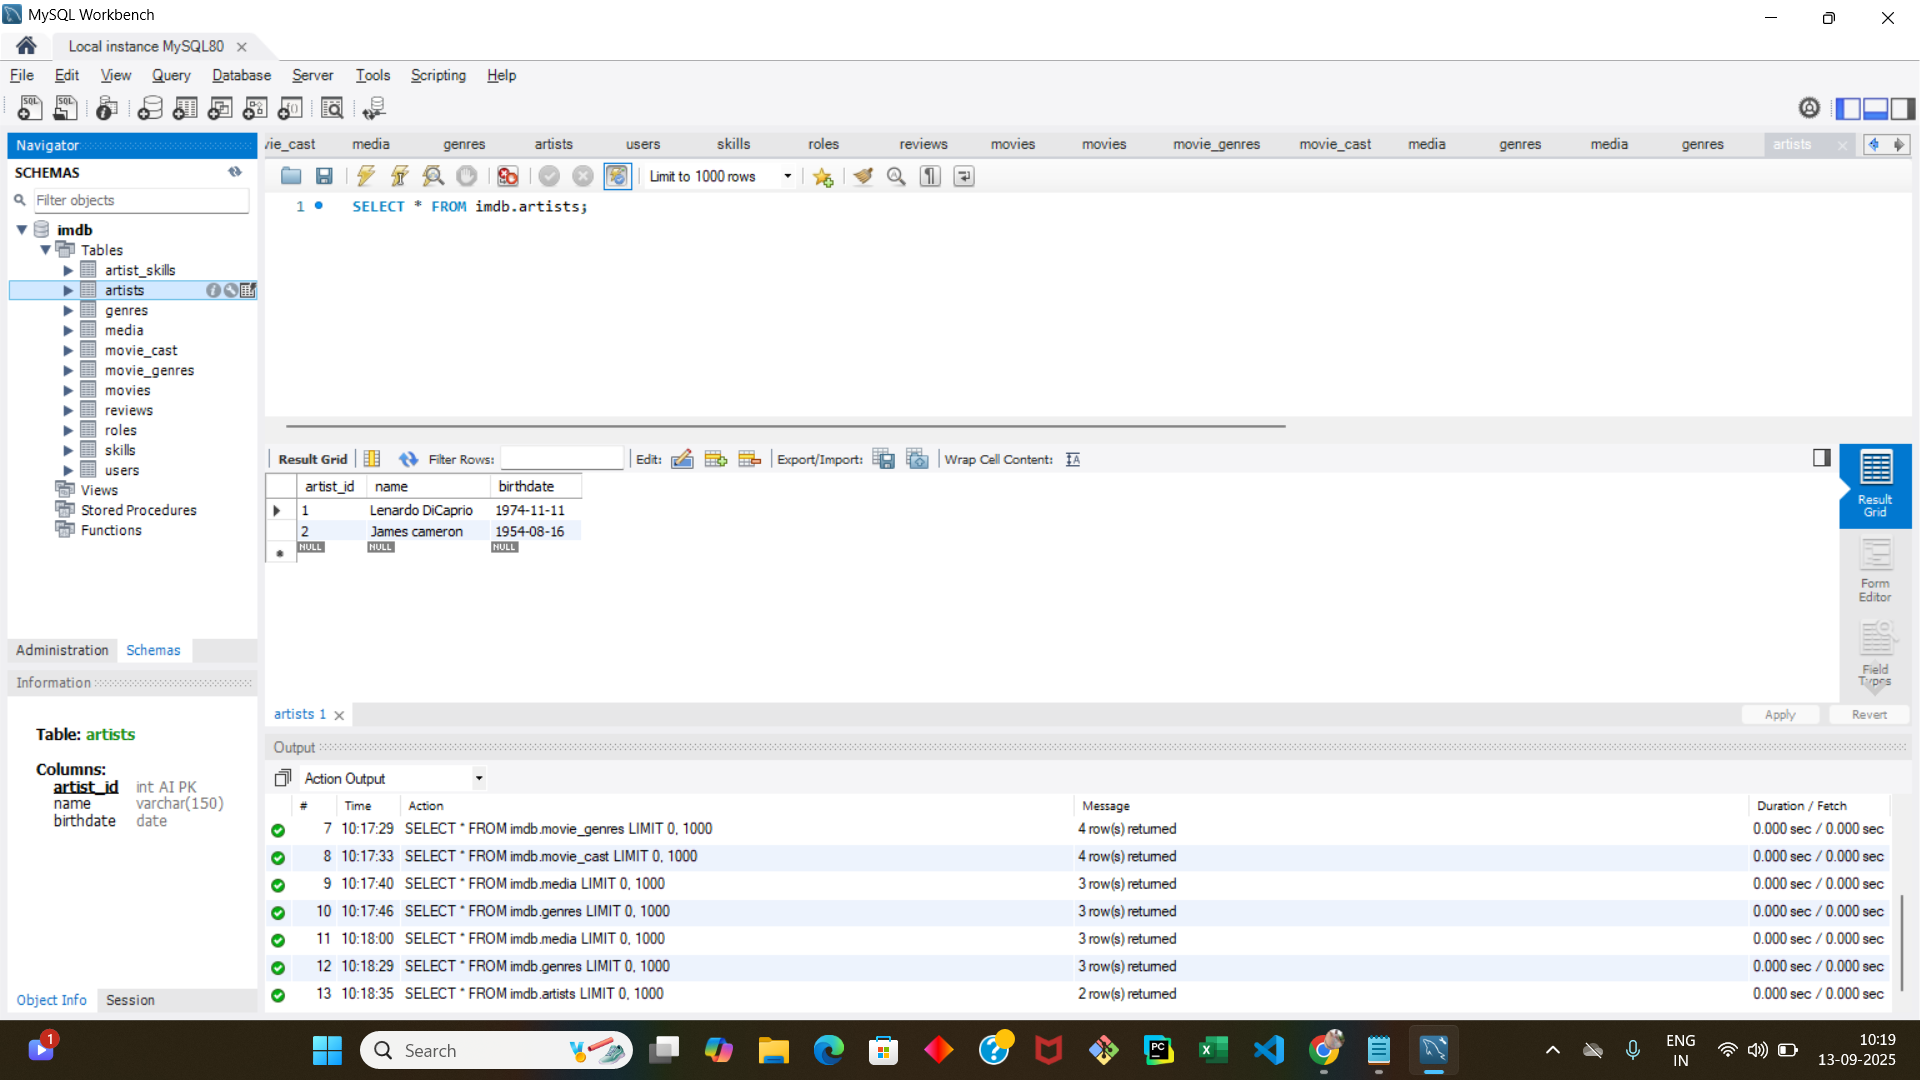 MySQL Workbench
Local instance MySQL80
File Edit View Query Database Server Tools Scripting Help
Navigator
SCHEMAS
Filter objects
imdb
Tables
artist_skills
artists
genres
media
movie_cast
movie_genres
movies
reviews
roles
skills
users
Views
Stored Procedures
Functions
Administration Schemas
Information
Table: artists
Columns:
artist_id int AI PK
name varchar(150)
birthdate date
Object Info Session
vie_cast media genres artists users skills roles reviews movies movies movie_genres movie_cast media genres media genres artists
Limit to 1000 rows
1 SELECT * FROM imdb.artists;
Result Grid Filter Rows: Edit: Export/Import: Wrap Cell Content:
artist_id name birthdate
1 Lenardo DiCaprio 1974-11-11
2 James cameron 1954-08-16
NULL NULL NULL
Result Grid
Form Editor
Field Types
artists 1
Apply Revert
Output
Action Output
# Time Action Message Duration / Fetch
7 10:17:29 SELECT * FROM imdb.movie_genres LIMIT 0, 1000 4 row(s) returned 0.000 sec / 0.000 sec
8 10:17:33 SELECT * FROM imdb.movie_cast LIMIT 0, 1000 4 row(s) returned 0.000 sec / 0.000 sec
9 10:17:40 SELECT * FROM imdb.media LIMIT 0, 1000 3 row(s) returned 0.000 sec / 0.000 sec
10 10:17:46 SELECT * FROM imdb.genres LIMIT 0, 1000 3 row(s) returned 0.000 sec / 0.000 sec
11 10:18:00 SELECT * FROM imdb.media LIMIT 0, 1000 3 row(s) returned 0.000 sec / 0.000 sec
12 10:18:29 SELECT * FROM imdb.genres LIMIT 0, 1000 3 row(s) returned 0.000 sec / 0.000 sec
13 10:18:35 SELECT * FROM imdb.artists LIMIT 0, 1000 2 row(s) returned 0.000 sec / 0.000 sec
1
Search
ENG
IN
10:19
13-09-2025